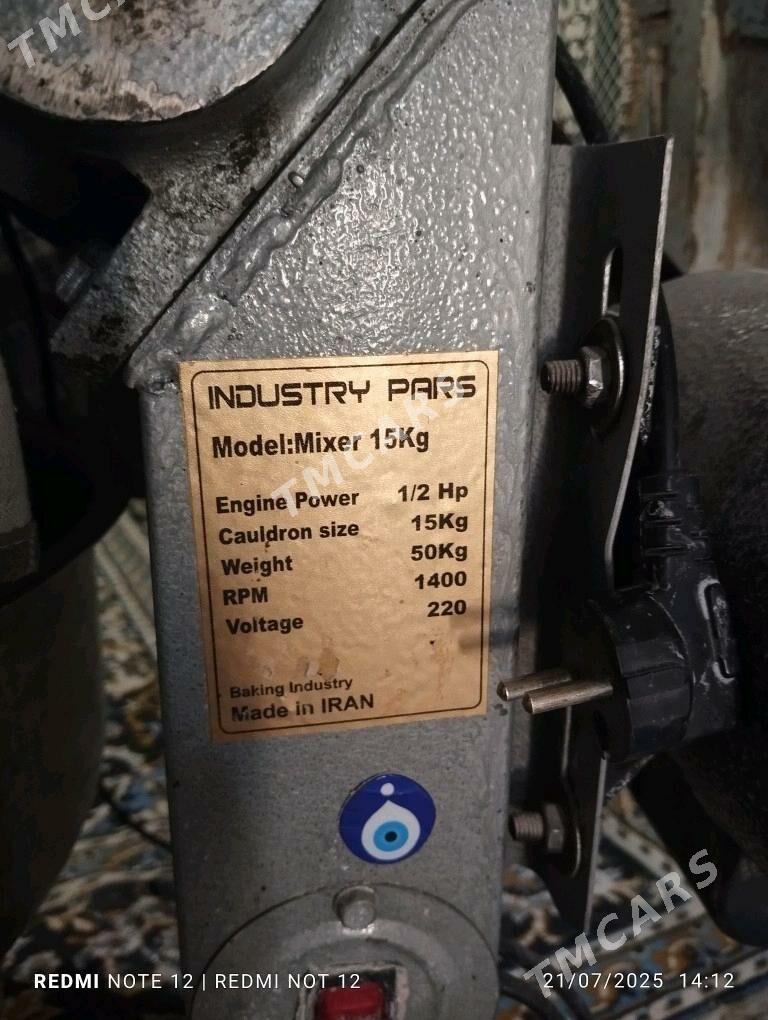 TMCARS
INDUSTRY PARS
Model:Mixer 15Kg
TMCARS
Engine Power 1/2 Hp
Cauldron size 15Kg
Weight 50Kg
RPM 1400
Voltage 220
Baking Industry
Made in IRAN
TMCARS
REDMI NOTE 12 | REDMI NOT 12
21/07/2025 14:12